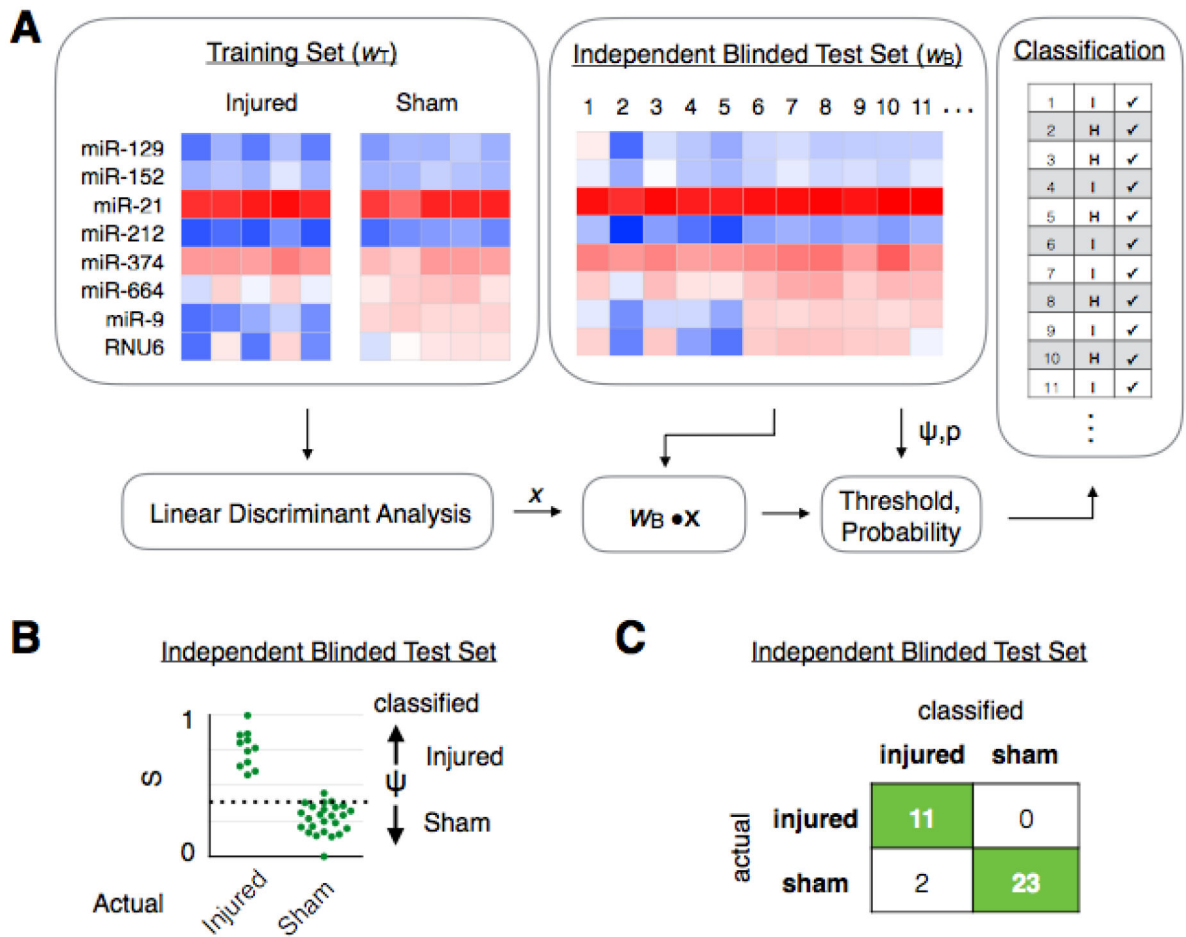 A
Training Set (wT)
Independent Blinded Test Set (wB)
Classification
Injured Sham
1 2 3 4 5 6 7 8 9 10 11 ...
miR-129
miR-152
miR-21
miR-212
miR-374
miR-664
miR-9
RNU6
1 I ✓
2 H ✓
3 H ✓
4 I ✓
5 H ✓
6 I ✓
7 I ✓
8 H ✓
9 I ✓
10 H ✓
11 I ✓
⋮
ψ,p
Linear Discriminant Analysis
x
wB •x
Threshold,
Probability
B
Independent Blinded Test Set
classified
1
Injured
S
ψ
Sham
0
Actual
Injured
Sham
C
Independent Blinded Test Set
classified
injured sham
actual
injured 11 0
sham 2 23